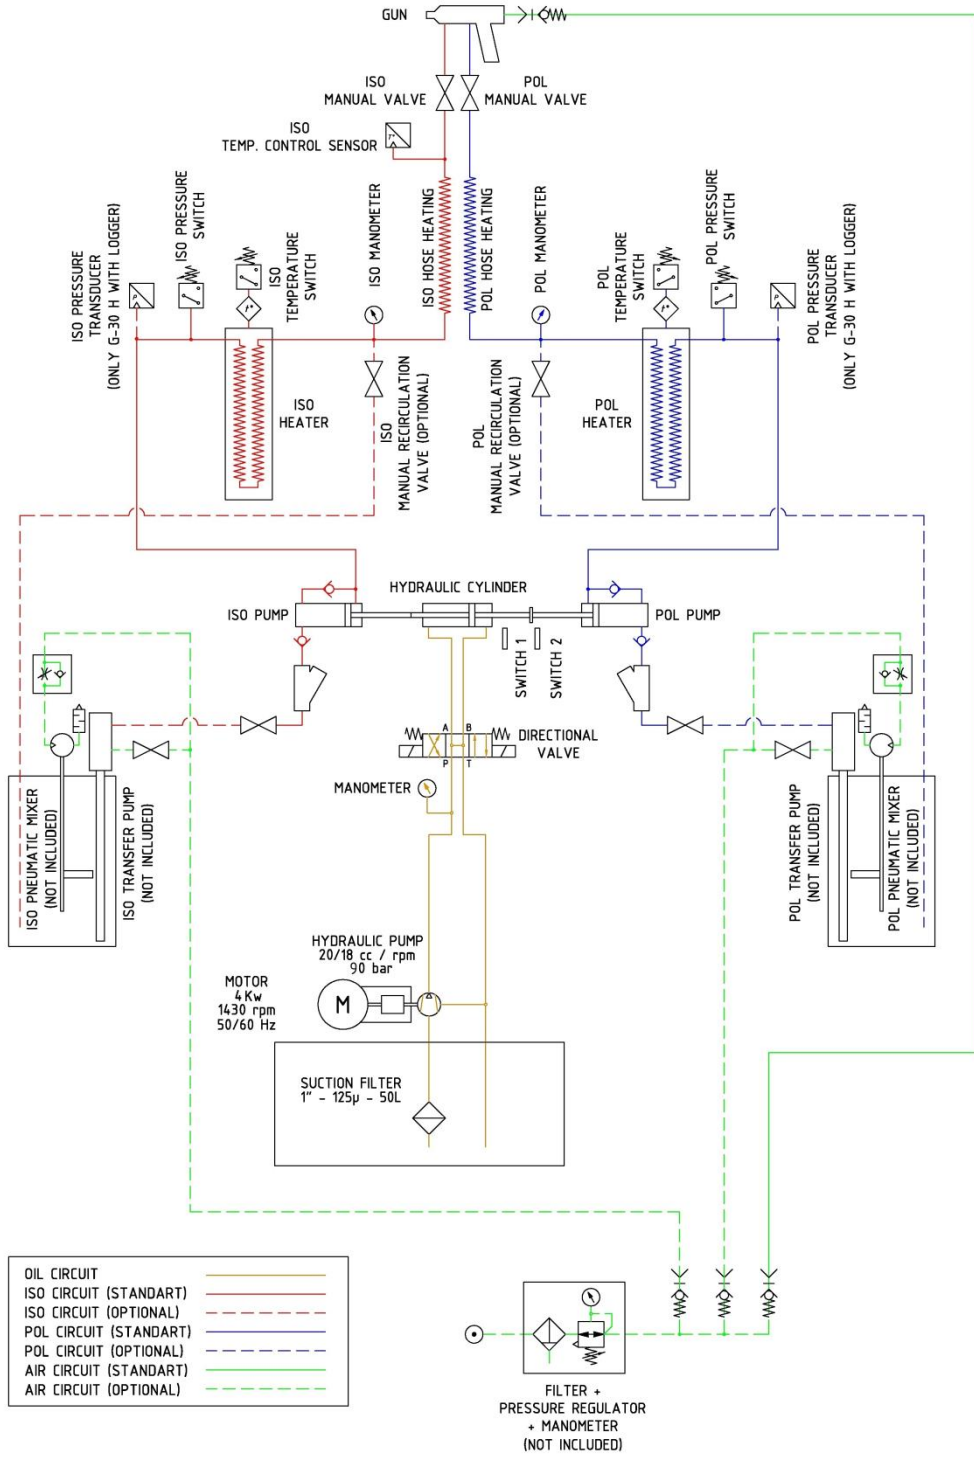 GUN
ISO
MANUAL VALVE
POL
MANUAL VALVE
ISO
TEMP. CONTROL SENSOR
T°
ISO PRESSURE
TRANSDUCER
(ONLY G-30 H WITH LOGGER)
P
ISO PRESSURE
SWITCH
ISO
TEMPERATURE
SWITCH
t°
ISO MANOMETER
ISO HOSE HEATING
POL HOSE HEATING
POL MANOMETER
POL
TEMPERATURE
SWITCH
t°
POL PRESSURE
SWITCH
POL PRESSURE
TRANSDUCER
(ONLY G-30 H WITH LOGGER)
P
ISO
HEATER
ISO
MANUAL RECIRCULATION
VALVE (OPTIONAL)
POL
MANUAL RECIRCULATION
VALVE (OPTIONAL)
POL
HEATER
HYDRAULIC CYLINDER
ISO PUMP
POL PUMP
SWITCH 1
SWITCH 2
A B
P T
DIRECTIONAL
VALVE
MANOMETER
ISO PNEUMATIC MIXER
(NOT INCLUDED)
ISO TRANSFER PUMP
(NOT INCLUDED)
POL TRANSFER PUMP
(NOT INCLUDED)
POL PNEUMATIC MIXER
(NOT INCLUDED)
HYDRAULIC PUMP
20/18 cc / rpm
90 bar
MOTOR
4Kw
1430 rpm
50/60 Hz
M
SUCTION FILTER
1" - 125µ - 50L
OIL CIRCUIT
ISO CIRCUIT (STANDART)
ISO CIRCUIT (OPTIONAL)
POL CIRCUIT (STANDART)
POL CIRCUIT (OPTIONAL)
AIR CIRCUIT (STANDART)
AIR CIRCUIT (OPTIONAL)
FILTER +
PRESSURE REGULATOR
+ MANOMETER
(NOT INCLUDED)